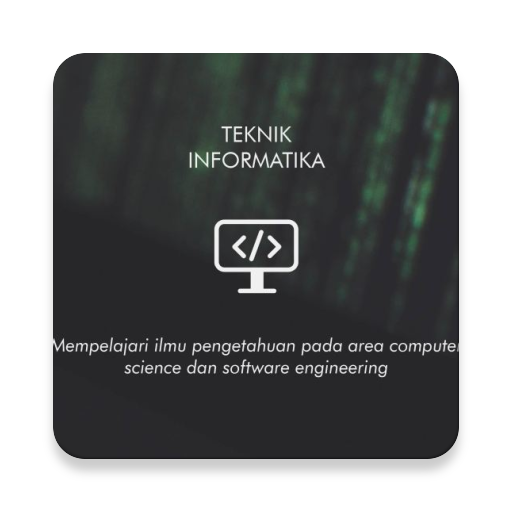 TEKNIK
INFORMATIKA
</>
Mempelajari ilmu pengetahuan pada area computer
science dan software engineering